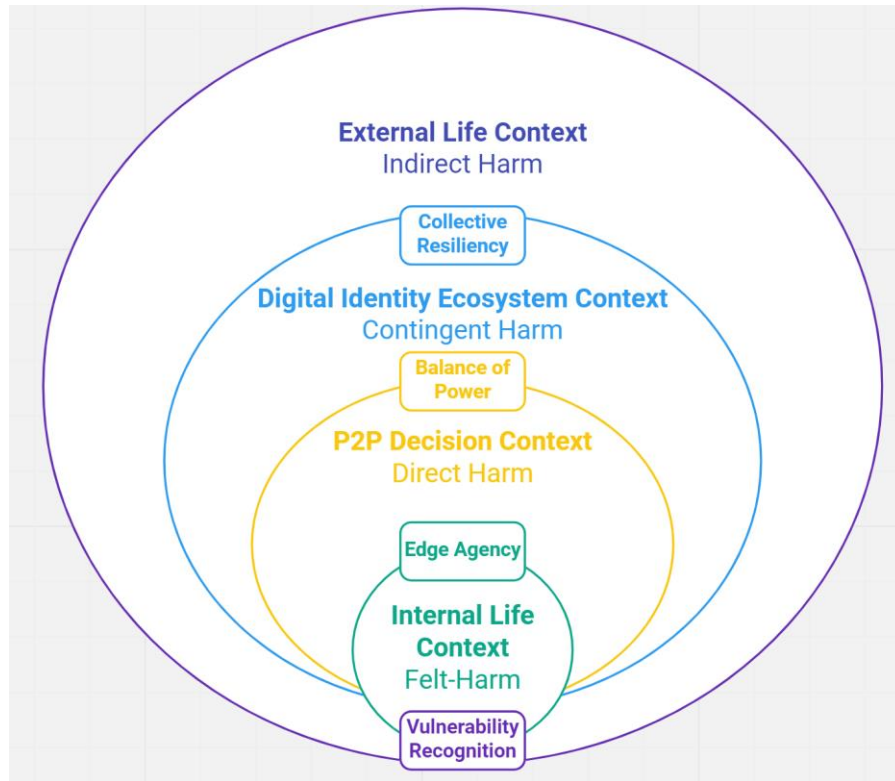 External Life Context
Indirect Harm
Collective
Resiliency
Digital Identity Ecosystem Context
Contingent Harm
Balance of
Power
P2P Decision Context
Direct Harm
Edge Agency
Internal Life
Context
Felt-Harm
Vulnerability
Recognition